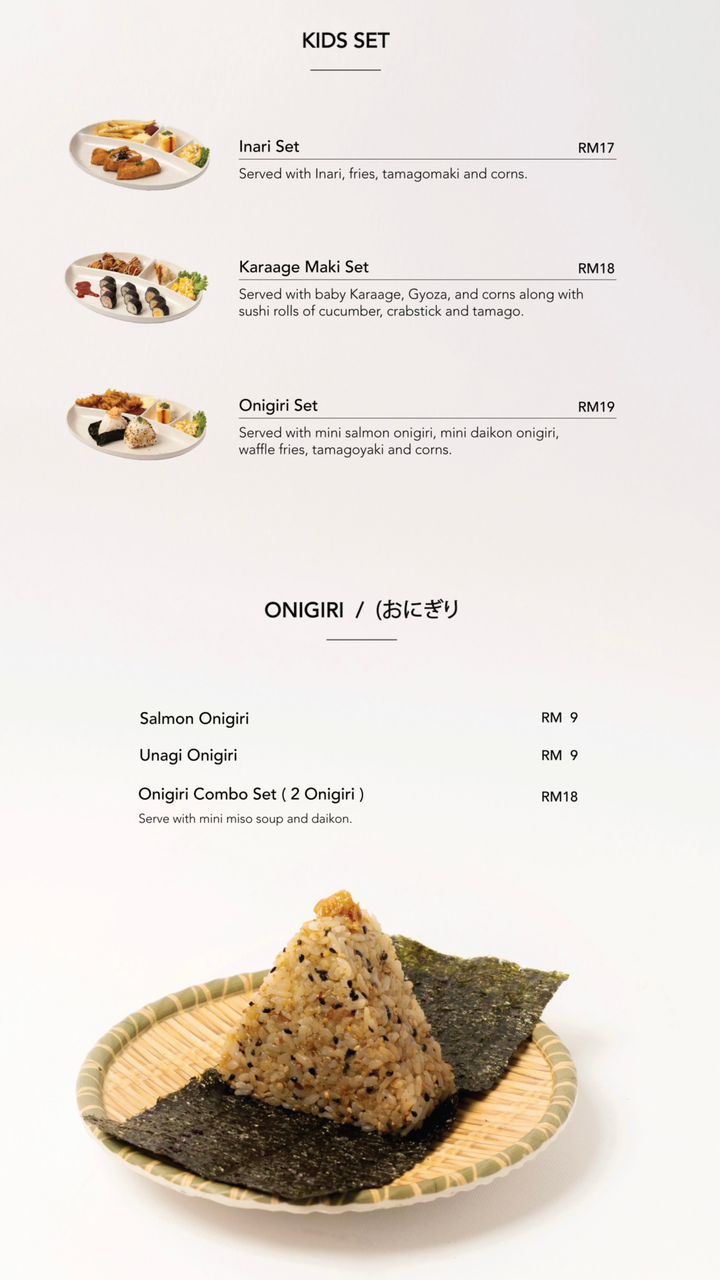 KIDS SET
Inari Set RM17
Served with Inari, fries, tamagomaki and corns.
Karaage Maki Set RM18
Served with baby Karaage, Gyoza, and corns along with
sushi rolls of cucumber, crabstick and tamago.
Onigiri Set RM19
Served with mini salmon onigiri, mini daikon onigiri,
waffle fries, tamagoyaki and corns.
ONIGIRI / (おにぎり
Salmon Onigiri RM 9
Unagi Onigiri RM 9
Onigiri Combo Set ( 2 Onigiri ) RM18
Serve with mini miso soup and daikon.